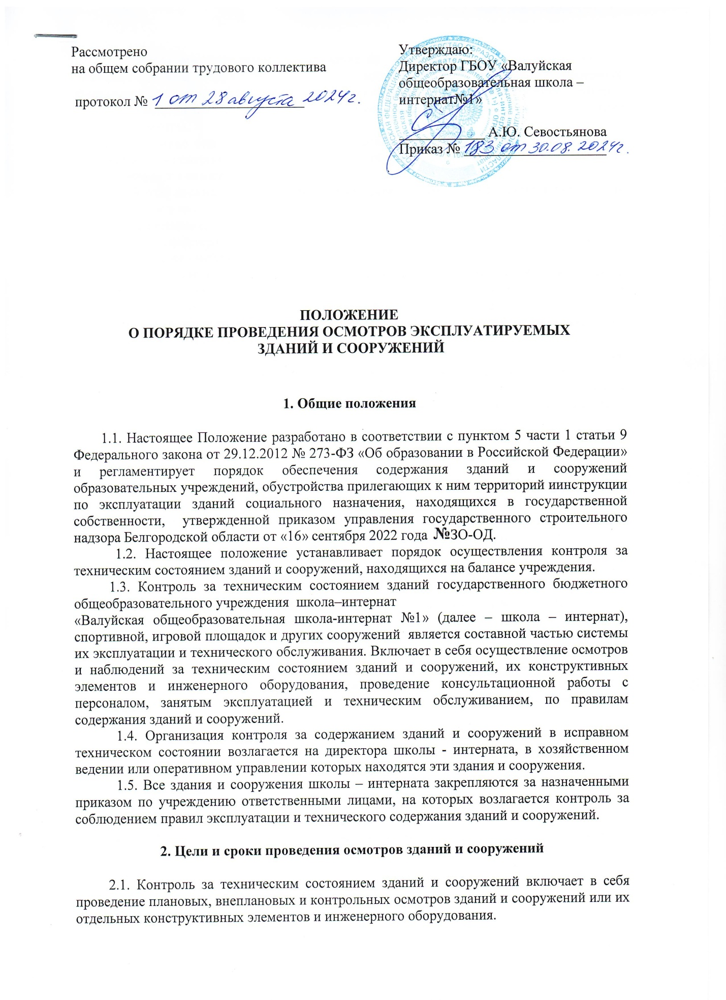 Рассмотрено
на общем собрании трудового коллектива
протокол № 1 от 28 августа 2024г.
Утверждаю:
Директор ГБОУ «Валуйская
общеобразовательная школа –
интернат№1»
А.Ю. Севостьянова
Приказ № 183 от 30.08.2024г.
ПОЛОЖЕНИЕ
О ПОРЯДКЕ ПРОВЕДЕНИЯ ОСМОТРОВ ЭКСПЛУАТИРУЕМЫХ
ЗДАНИЙ И СООРУЖЕНИЙ
1. Общие положения
1.1. Настоящее Положение разработано в соответствии с пунктом 5 части 1 статьи 9
Федерального закона от 29.12.2012 № 273-ФЗ «Об образовании в Российской Федерации»
и регламентирует порядок обеспечения содержания зданий и сооружений
образовательных учреждений, обустройства прилегающих к ним территорий иинструкции
по эксплуатации зданий социального назначения, находящихся в государственной
собственности, утвержденной приказом управления государственного строительного
надзора Белгородской области от «16» сентября 2022 года №ЗО-ОД.
1.2. Настоящее положение устанавливает порядок осуществления контроля за
техническим состоянием зданий и сооружений, находящихся на балансе учреждения.
1.3. Контроль за техническим состоянием зданий государственного бюджетного
общеобразовательного учреждения школа–интернат
«Валуйская общеобразовательная школа-интернат №1» (далее – школа – интернат),
спортивной, игровой площадок и других сооружений является составной частью системы
их эксплуатации и технического обслуживания. Включает в себя осуществление осмотров
и наблюдений за техническим состоянием зданий и сооружений, их конструктивных
элементов и инженерного оборудования, проведение консультационной работы с
персоналом, занятым эксплуатацией и техническим обслуживанием, по правилам
содержания зданий и сооружений.
1.4. Организация контроля за содержанием зданий и сооружений в исправном
техническом состоянии возлагается на директора школы - интерната, в хозяйственном
ведении или оперативном управлении которых находятся эти здания и сооружения.
1.5. Все здания и сооружения школы – интерната закрепляются за назначенными
приказом по учреждению ответственными лицами, на которых возлагается контроль за
соблюдением правил эксплуатации и технического содержания зданий и сооружений.
2. Цели и сроки проведения осмотров зданий и сооружений
2.1. Контроль за техническим состоянием зданий и сооружений включает в себя
проведение плановых, внеплановых и контрольных осмотров зданий и сооружений или их
отдельных конструктивных элементов и инженерного оборудования.